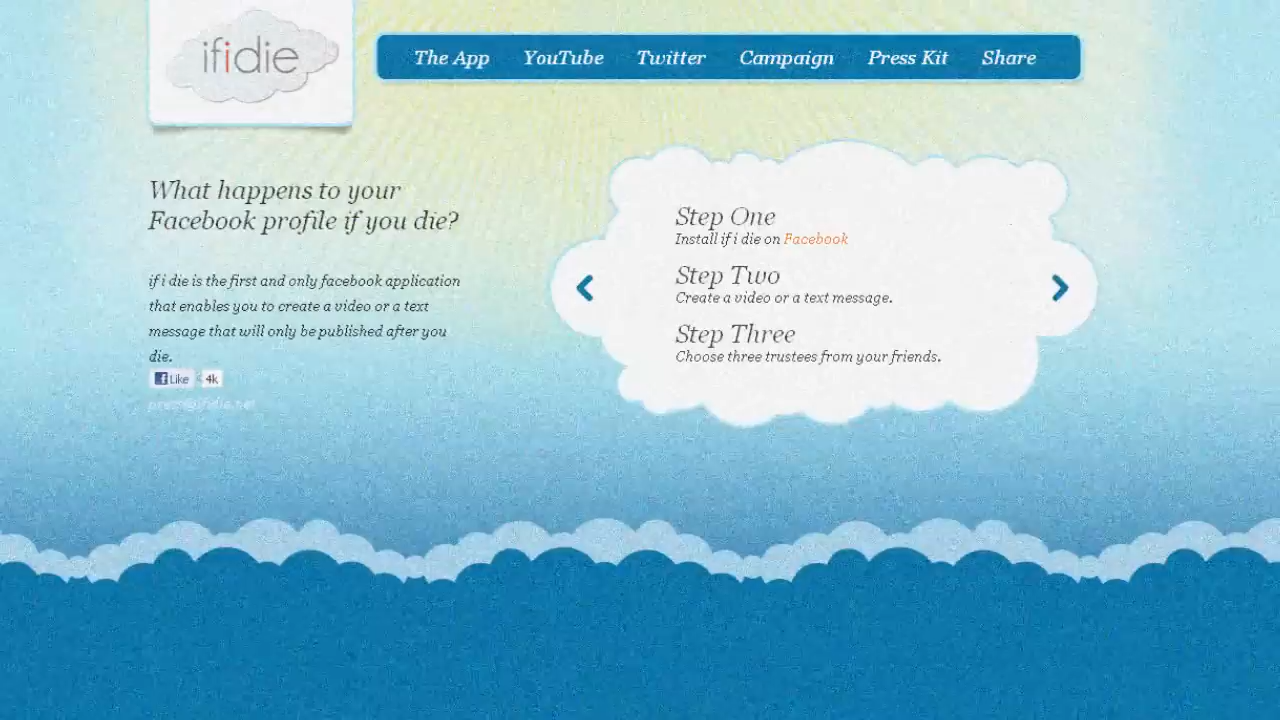 ifidie
The App YouTube Twitter Campaign Press Kit Share
What happens to your
Facebook profile if you die?
if i die is the first and only facebook application
that enables you to create a video or a text
message that will only be published after you
die.
Like 4k
press@ifidie.net
Step One
Install if i die on Facebook
Step Two
Create a video or a text message.
Step Three
Choose three trustees from your friends.